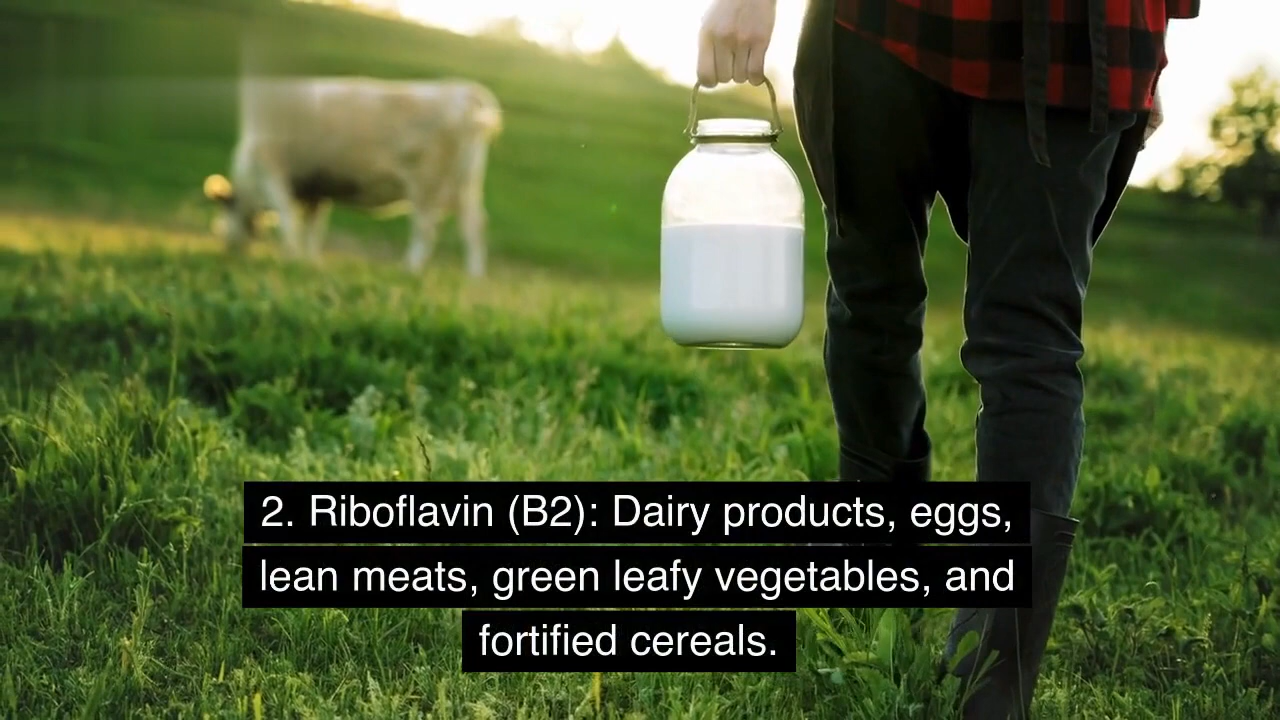 2. Riboflavin (B2): Dairy products, eggs,
lean meats, green leafy vegetables, and
fortified cereals.